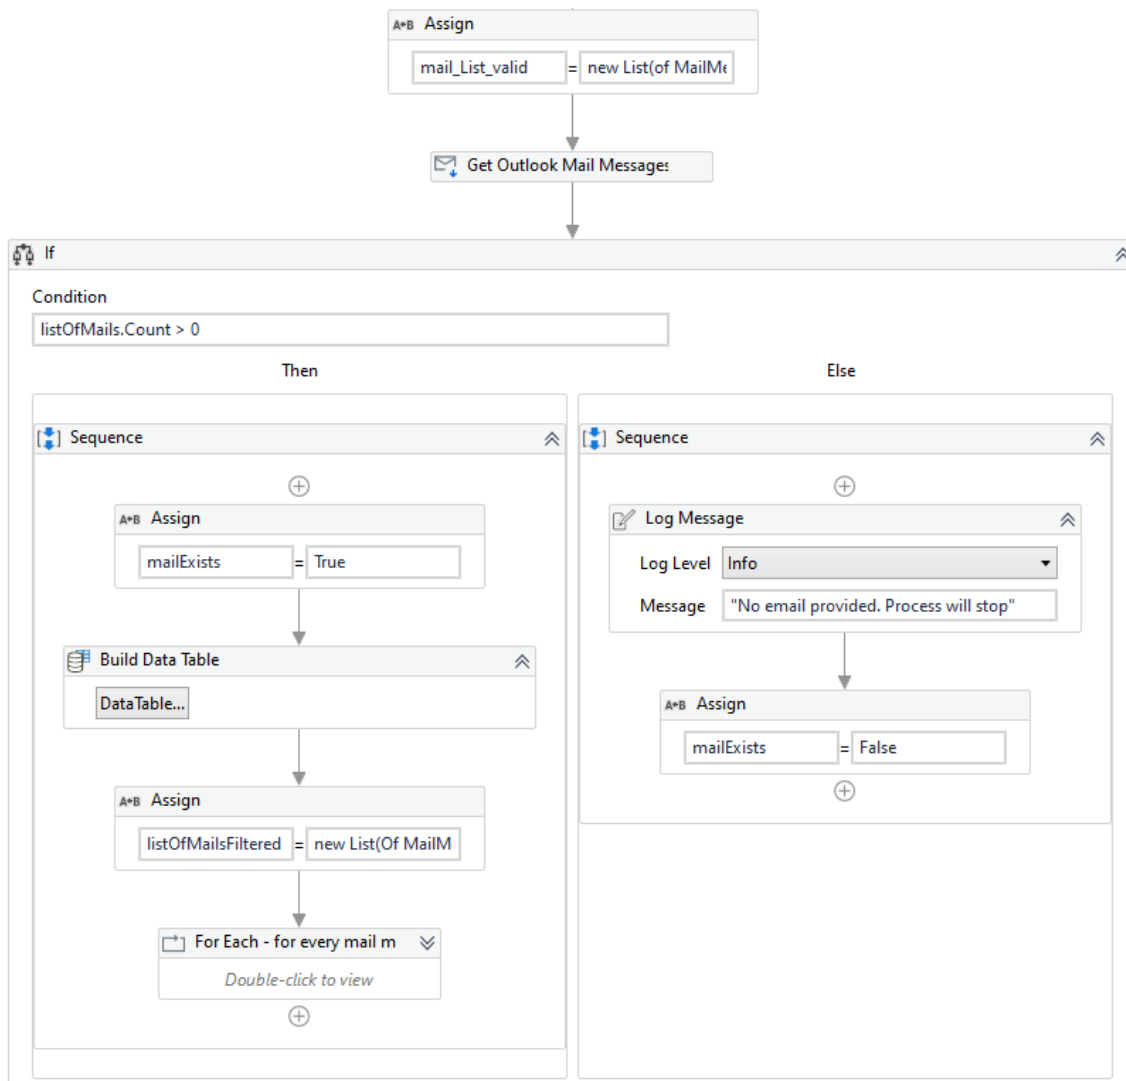 A+B Assign
mail_List_valid = new List(of MailMe
Get Outlook Mail Messages
If
Condition
listOfMails.Count > 0
Then
Else
Sequence
A+B Assign
mailExists = True
Build Data Table
DataTable...
A+B Assign
listOfMailsFiltered = new List(Of MailM
For Each - for every mail m
Double-click to view
Sequence
Log Message
Log Level Info
Message "No email provided. Process will stop"
A+B Assign
mailExists = False